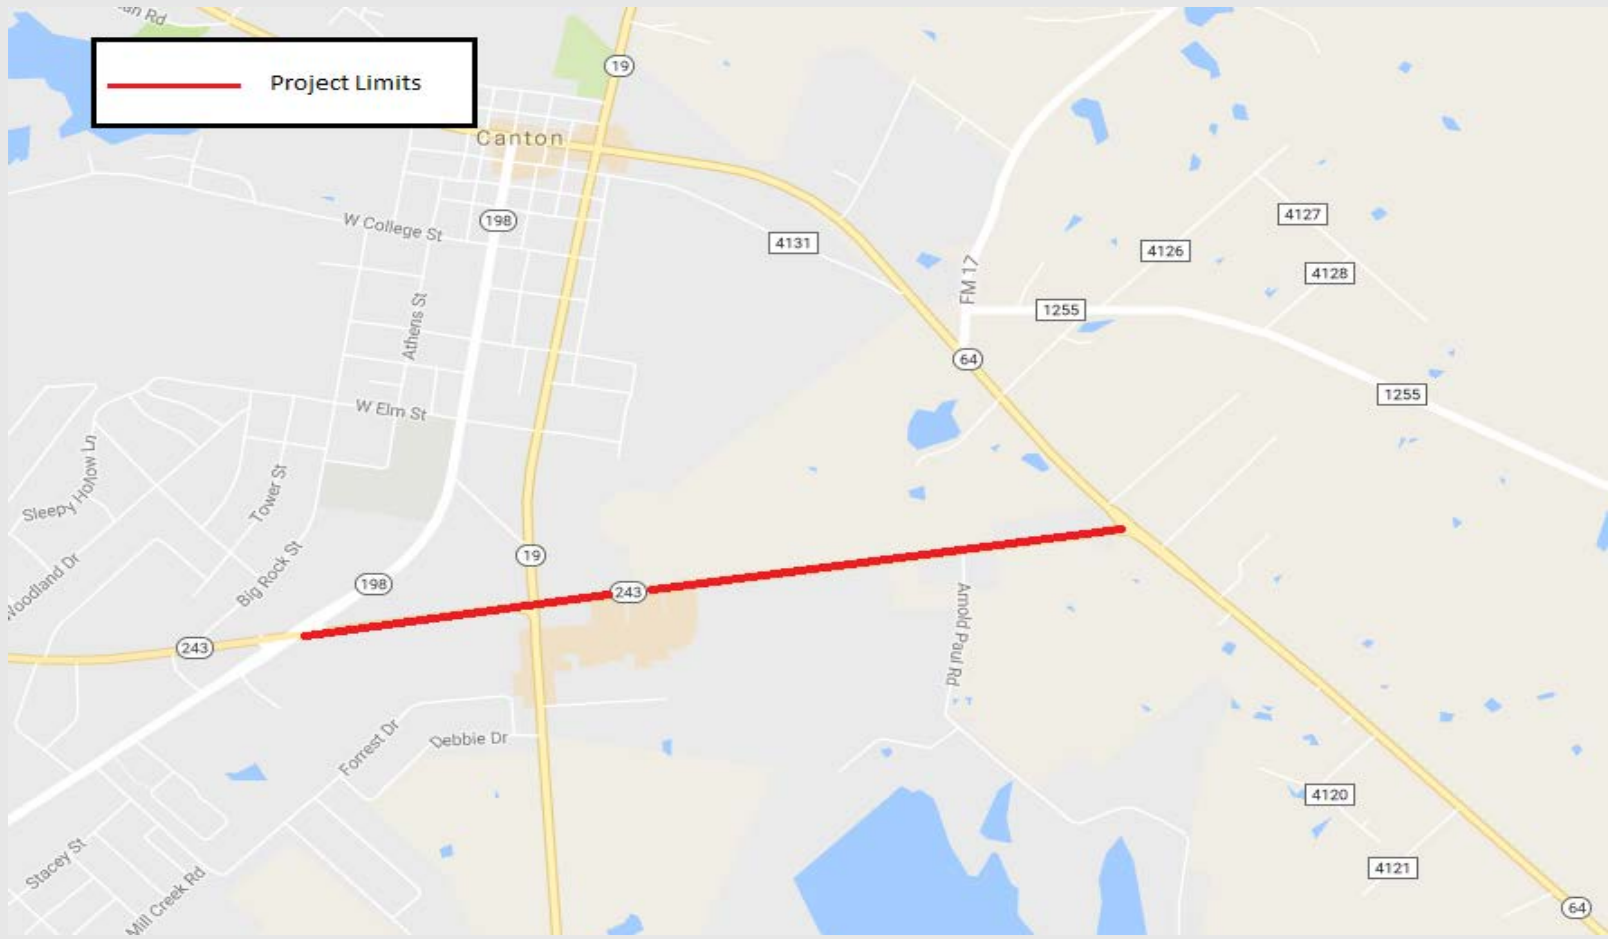 Project Limits
19
Canton
198
W College St
4131
4127
4126
4128
FM 17
1255
Athens St
64
1255
W Elm St
Sleepy Hollow Ln
Tower St
19
Woodland Dr
Big Rock St
198
243
243
Arnold Paul Rd
Forrest Dr
Debbie Dr
4120
Stacey St
4121
Mill Creek Rd
64